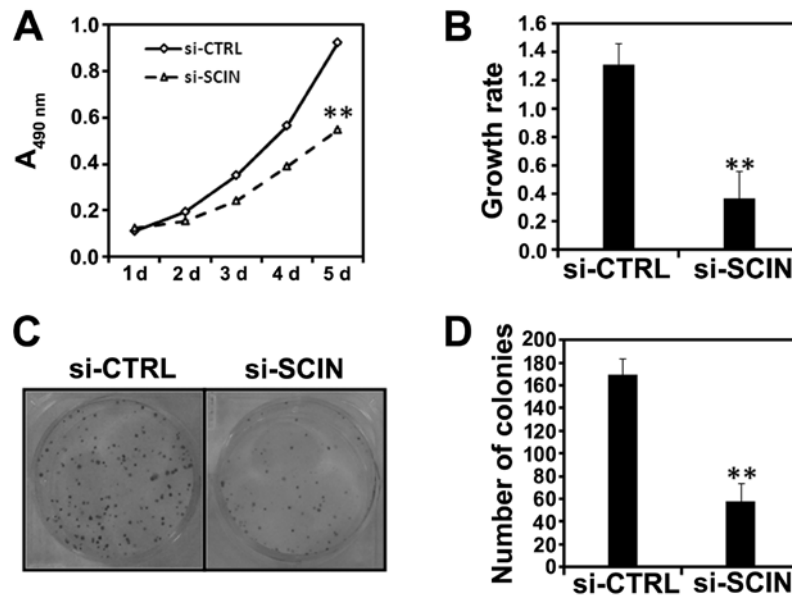 A
si-CTRL
si-SCIN
**
A490 nm
1.0
0.8
0.6
0.4
0.2
0.0
1 d 2 d 3 d 4 d 5 d
B
Growth rate
1.6
1.4
1.2
1.0
0.8
0.6
0.4
0.2
0.0
**
si-CTRL si-SCIN
C
si-CTRL si-SCIN
D
Number of colonies
200
180
160
140
120
100
80
60
40
20
0
**
si-CTRL si-SCIN